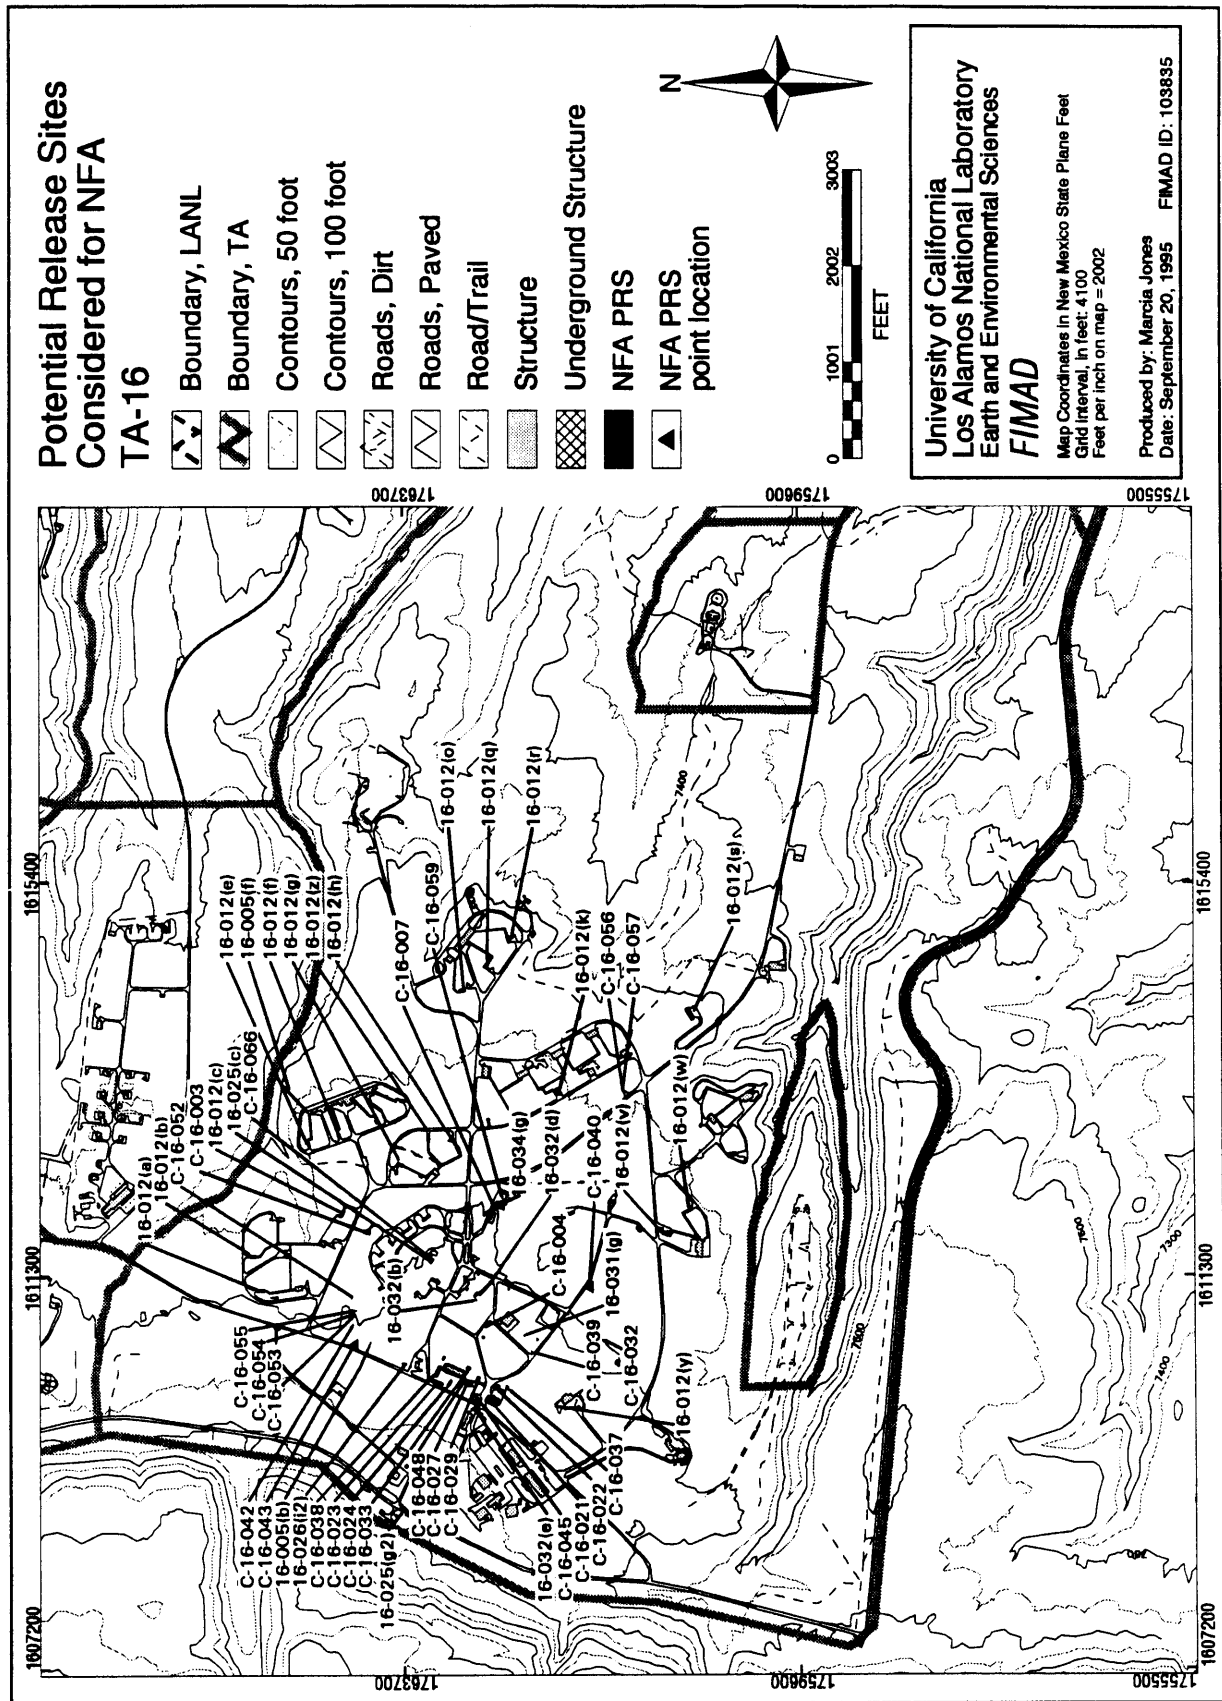 Potential Release Sites
Considered for NFA
TA-16
Boundary, LANL
Boundary, TA
Contours, 50 foot
Contours, 100 foot
Roads, Dirt
Roads, Paved
Road/Trail
Structure
Underground Structure
NFA PRS
NFA PRS
point location
N
0 1001 2002 3003
FEET
University of California
Los Alamos National Laboratory
Earth and Environmental Sciences
FIMAD
Map Coordinates in New Mexico State Plane Feet
Grid Interval, in feet: 4100
Feet per inch on map = 2002
Produced by: Marcia Jones
Date: September 20, 1995 FIMAD ID: 103835
1607200
1611300
1615400
1763700
1759600
1755500
1763700
1759600
1755500
1607200
1611300
1615400
16-012(a)
16-012(b)
C-16-052
C-16-003
16-012(c)
16-025(c)
C-16-066
16-012(e)
16-005(f)
16-012(f)
16-012(g)
16-012(z)
16-012(h)
C-16-007
C-16-059
16-012(o)
16-012(q)
16-012(r)
16-012(k)
C-16-056
C-16-057
16-012(s)
C-16-055
C-16-054
C-16-053
16-032(b)
16-034(g)
16-032(d)
C-16-004
C-16-040
16-012(v)
16-031(g)
16-012(w)
C-16-039
C-16-032
16-012(y)
C-16-042
C-16-043
16-005(b)
16-026(i2)
C-16-038
C-16-023
C-16-024
C-16-033
16-025(g2)
C-16-048
C-16-027
C-16-029
16-032(e)
C-16-045
C-16-021
C-16-022
C-16-037
7400
7600
7600
7300
7400